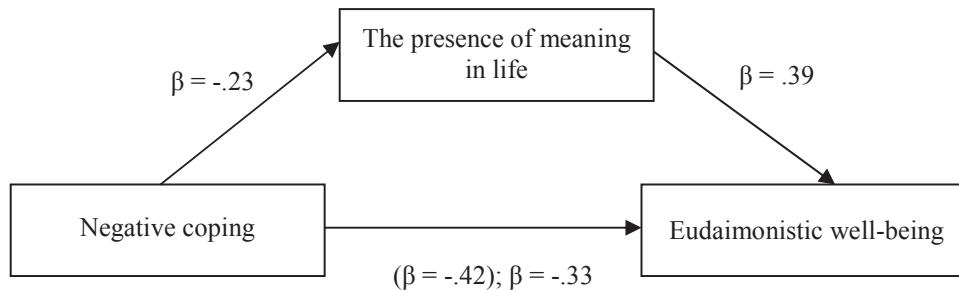 The presence of meaning
in life
β = -.23
β = .39
Negative coping
Eudaimonistic well-being
(β = -.42); β = -.33